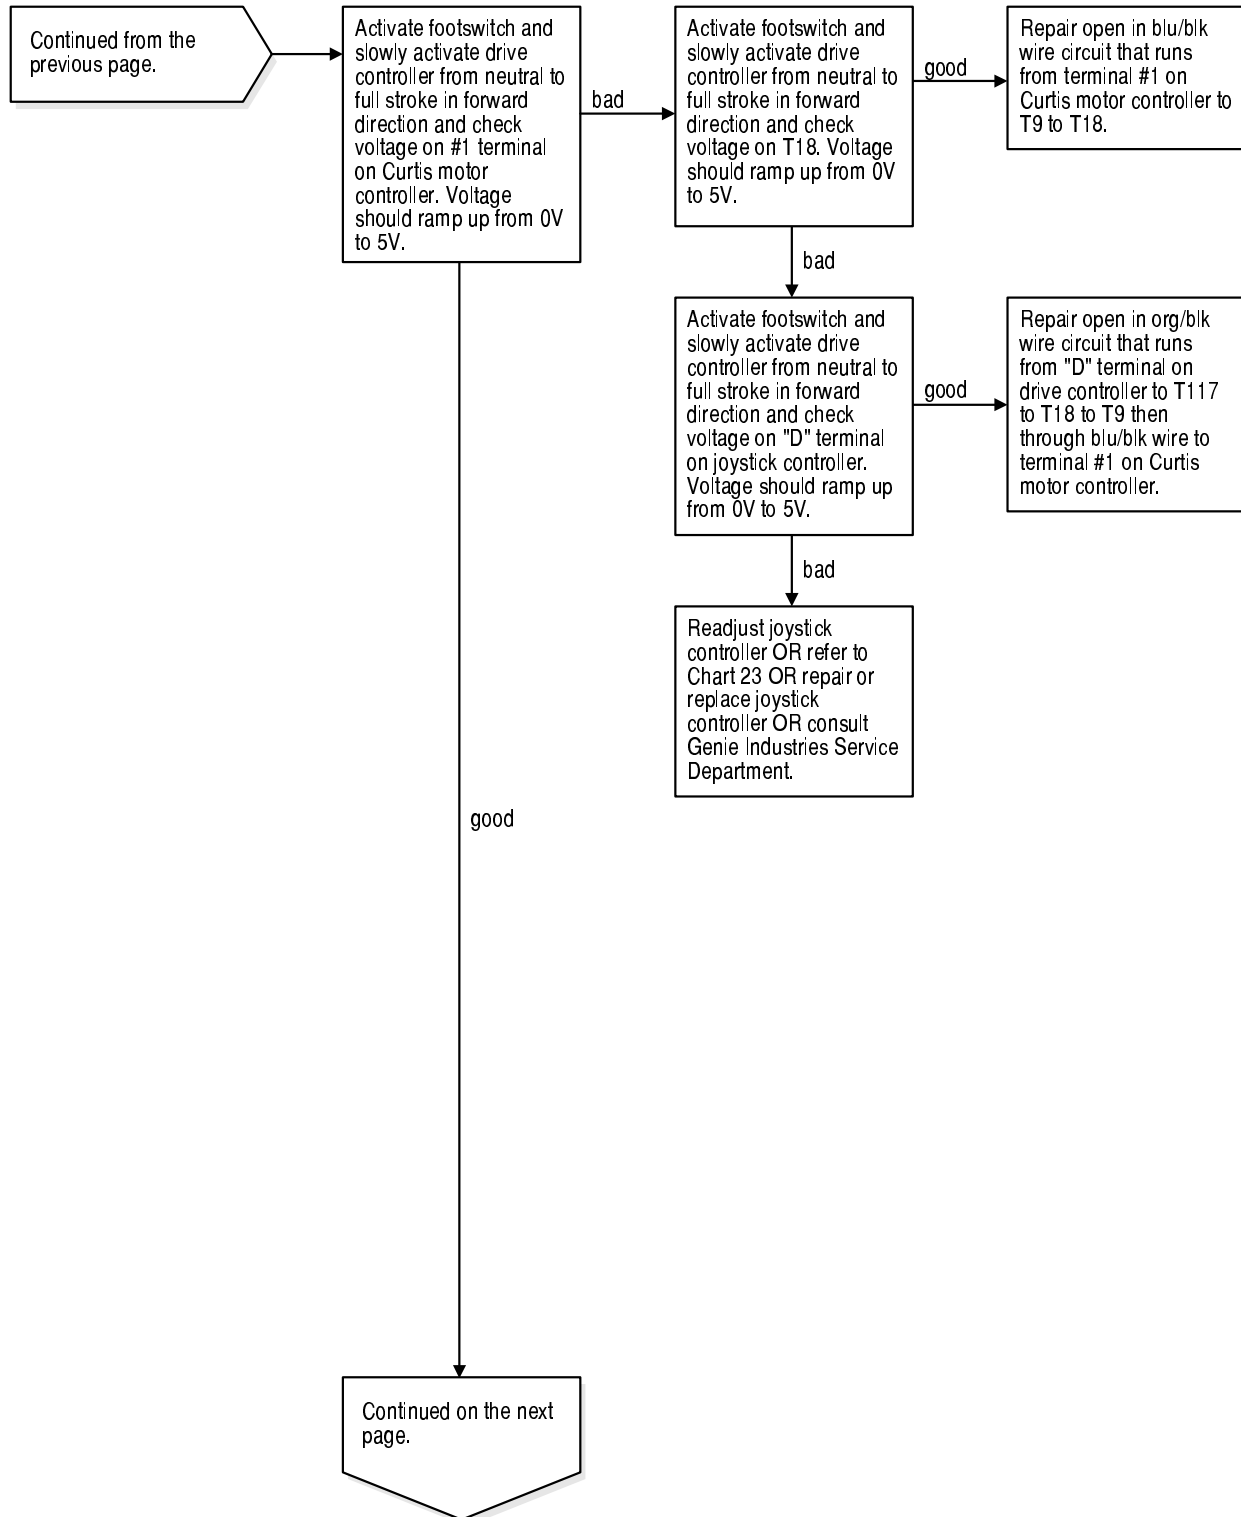 Continued from the
previous page.
Activate footswitch and
slowly activate drive
controller from neutral to
full stroke in forward
direction and check
voltage on #1 terminal
on Curtis motor
controller. Voltage
should ramp up from 0V
to 5V.
bad
Activate footswitch and
slowly activate drive
controller from neutral to
full stroke in forward
direction and check
voltage on T18. Voltage
should ramp up from 0V
to 5V.
good
Repair open in blu/blk
wire circuit that runs
from terminal #1 on
Curtis motor controller to
T9 to T18.
bad
Activate footswitch and
slowly activate drive
controller from neutral to
full stroke in forward
direction and check
voltage on "D" terminal
on joystick controller.
Voltage should ramp up
from 0V to 5V.
good
Repair open in org/blk
wire circuit that runs
from "D" terminal on
drive controller to T117
to T18 to T9 then
through blu/blk wire to
terminal #1 on Curtis
motor controller.
bad
Readjust joystick
controller OR refer to
Chart 23 OR repair or
replace joystick
controller OR consult
Genie Industries Service
Department.
good
Continued on the next
page.